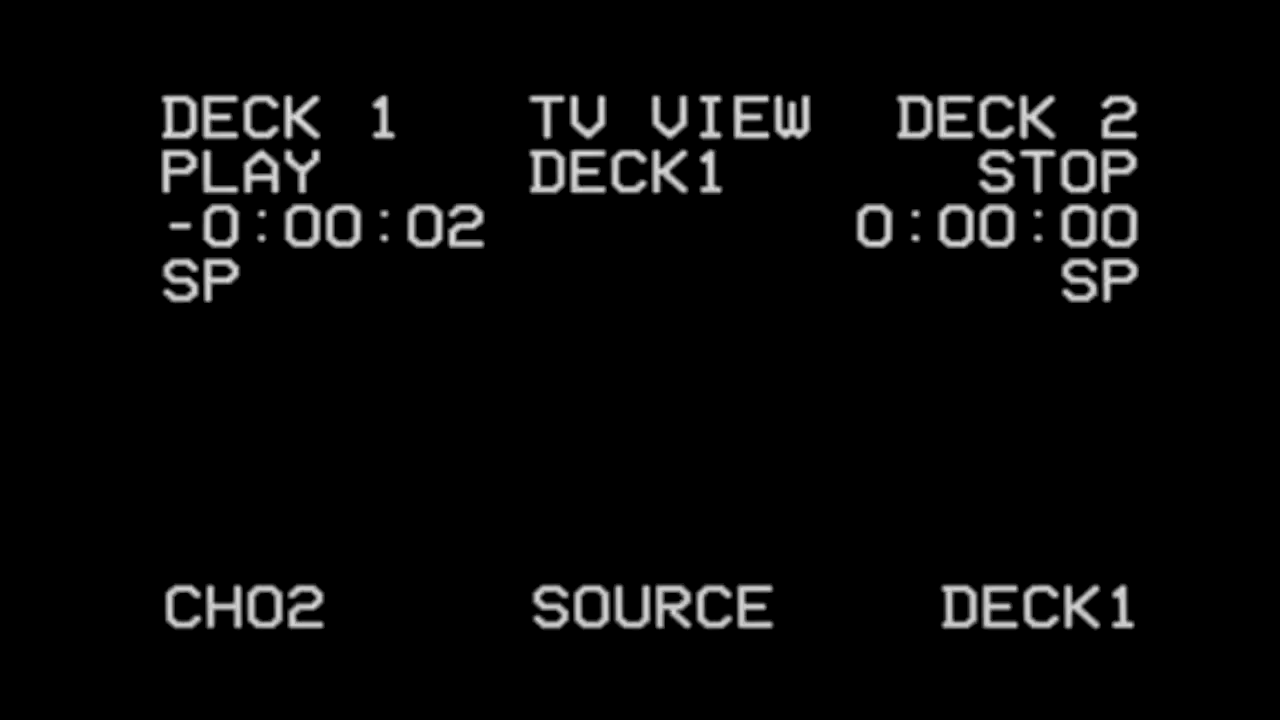 DECK 1 TV VIEW DECK 2
PLAY DECK1 STOP
-0:00:02 0:00:00
SP SP
CH02 SOURCE DECK1